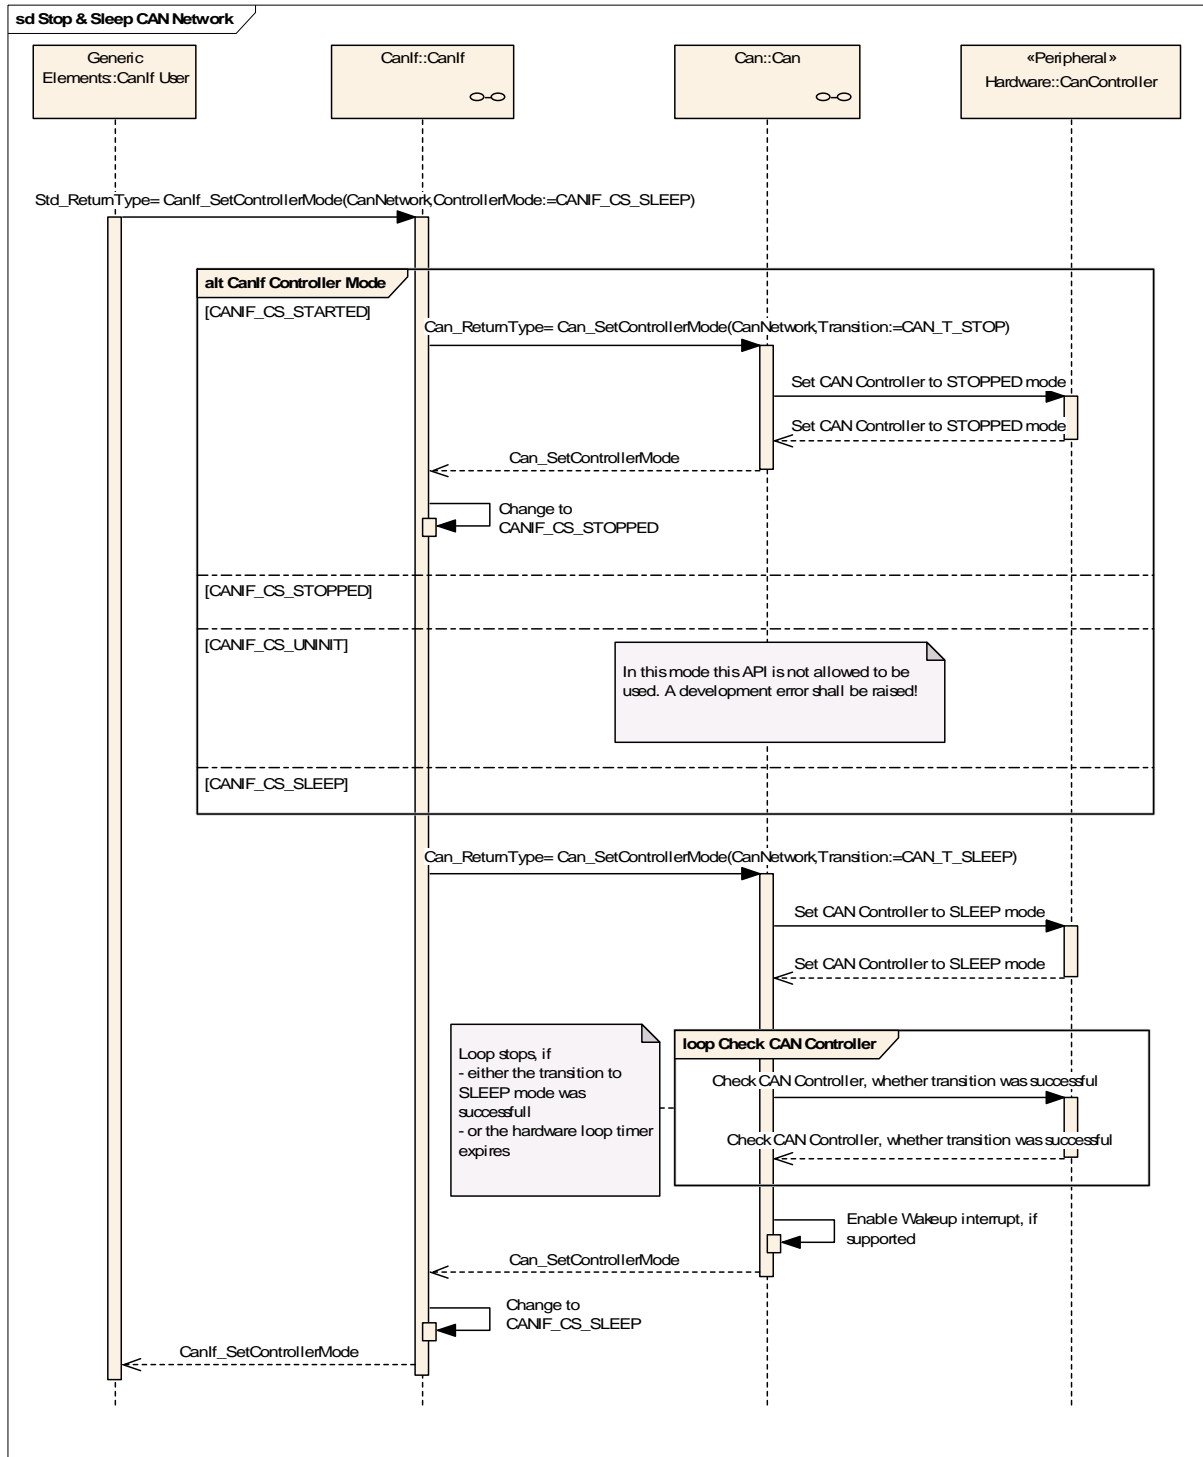 sd Stop & Sleep CAN Network
Generic
Elements::CanIf User
CanIf::CanIf
Can::Can
«Peripheral»
Hardware::CanController
Std_ReturnType= CanIf_SetControllerMode(CanNetwork,ControllerMode:=CANIF_CS_SLEEP)
alt CanIf Controller Mode
[CANIF_CS_STARTED]
Can_ReturnType= Can_SetControllerMode(CanNetwork,Transition:=CAN_T_STOP)
Set CAN Controller to STOPPED mode
Set CAN Controller to STOPPED mode
Can_SetControllerMode
Change to
CANIF_CS_STOPPED
[CANIF_CS_STOPPED]
[CANIF_CS_UNINIT]
In this mode this API is not allowed to be
used. A development error shall be raised!
[CANIF_CS_SLEEP]
Can_ReturnType= Can_SetControllerMode(CanNetwork,Transition:=CAN_T_SLEEP)
Set CAN Controller to SLEEP mode
Set CAN Controller to SLEEP mode
Loop stops, if
- either the transition to
SLEEP mode was
successfull
- or the hardware loop timer
expires
loop Check CAN Controller
Check CAN Controller, whether transition was successful
Check CAN Controller, whether transition was successful
Enable Wakeup interrupt, if
supported
Can_SetControllerMode
Change to
CANIF_CS_SLEEP
CanIf_SetControllerMode